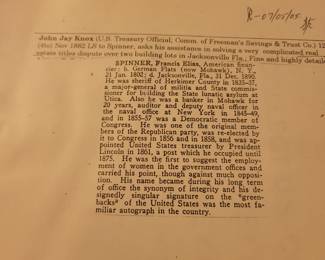 John Jay Knox (U.S. Treasury Official, Comm. of Freeman's Savings & Trust Co.) 12
Nov 1882 LS to Spinner, asks his assistance in solving a very complicated real
estate titles dispute over two building lots in Jacksonville Fla., Fine and highly detaile
SPINNER, Francis Elias, American finan-
cier: b. German Flats (now Mohawk), N. Y.,
21 Jan. 1802; d. Jacksonville, Fla., 31 Dec. 1890.
He was sheriff of Herkimer County in 1835-37,
a major-general of militia and State commis-
sioner for building the State lunatic asylum at
Utica. Also he was a banker in Mohawk for
20 years, auditor and deputy naval officer in
the naval office at New York in 1845-49,
and in 1855-57 was a Democratic member of
Congress. He was one of the original mem-
bers of the Republican party, was re-elected by
it to Congress in 1856 and in 1858, and was ap-
pointed United States treasurer by President
Lincoln in 1861, a post which he occupied until
1875. He was the first to suggest the employ-
ment of women in the government offices and
carried his point, though against much opposi-
tion. His name became during his long term
of office the synonym of integrity and his de-
signedly singular signature on the "green-
backs" of the United States was the most fa-
miliar autograph in the country.